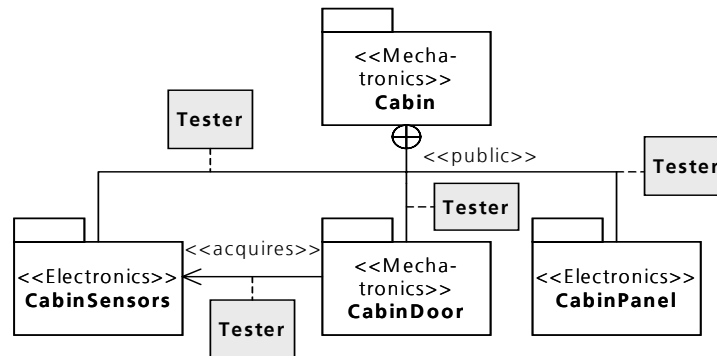 <<Mecha-
tronics>>
Cabin
Tester
<<public>>
Tester
Tester
<<acquires>>
<<Electronics>>
CabinSensors
<<Mecha-
tronics>>
CabinDoor
<<Electronics>>
CabinPanel
Tester